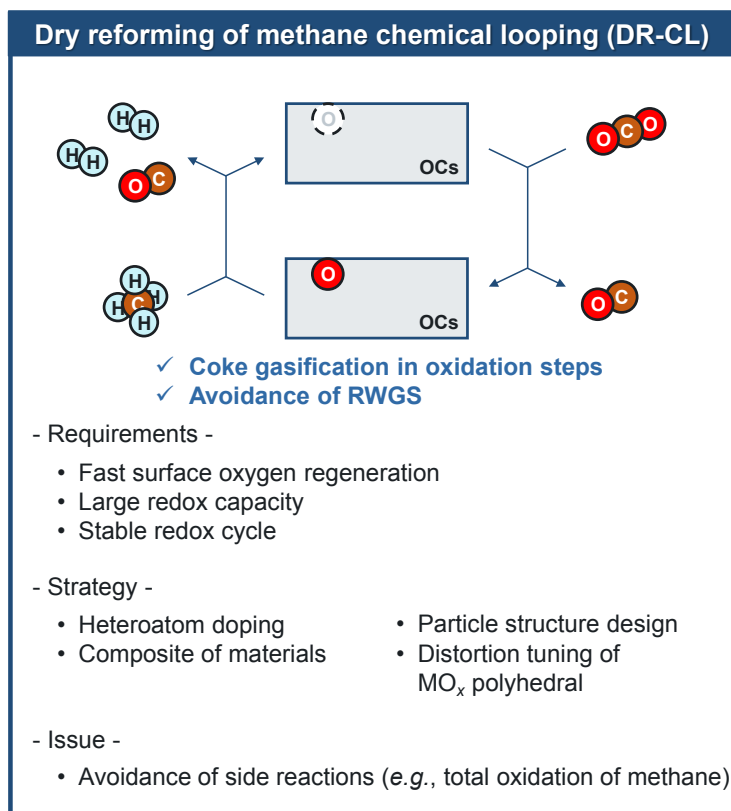 Dry reforming of methane chemical looping (DR-CL)
H H
H H
O C
O
OCs
O C O
H
H C H
H
O
OCs
O C
✓ Coke gasification in oxidation steps
✓ Avoidance of RWGS
- Requirements -
• Fast surface oxygen regeneration
• Large redox capacity
• Stable redox cycle
- Strategy -
• Heteroatom doping
• Composite of materials
• Particle structure design
• Distortion tuning of
MOx polyhedral
- Issue -
• Avoidance of side reactions (e.g., total oxidation of methane)